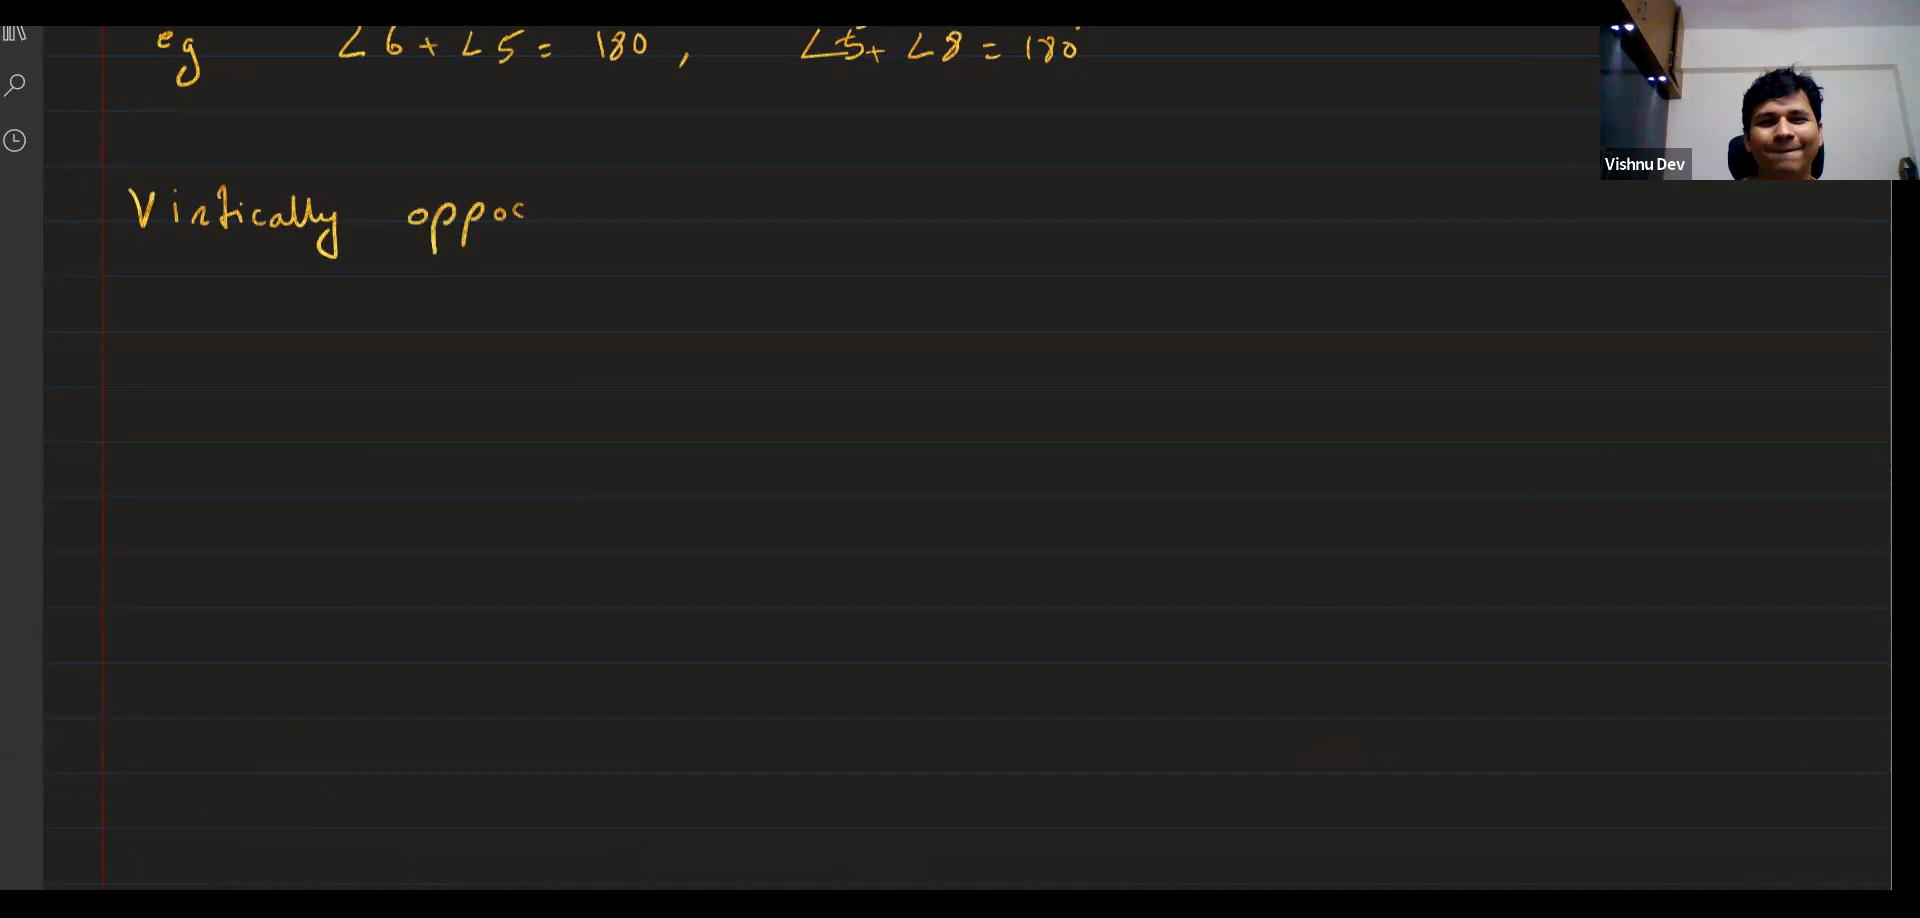 eg ∠6 + ∠5 = 180 , ∠5 + ∠8 = 180°
Vishnu Dev
Virtically oppos